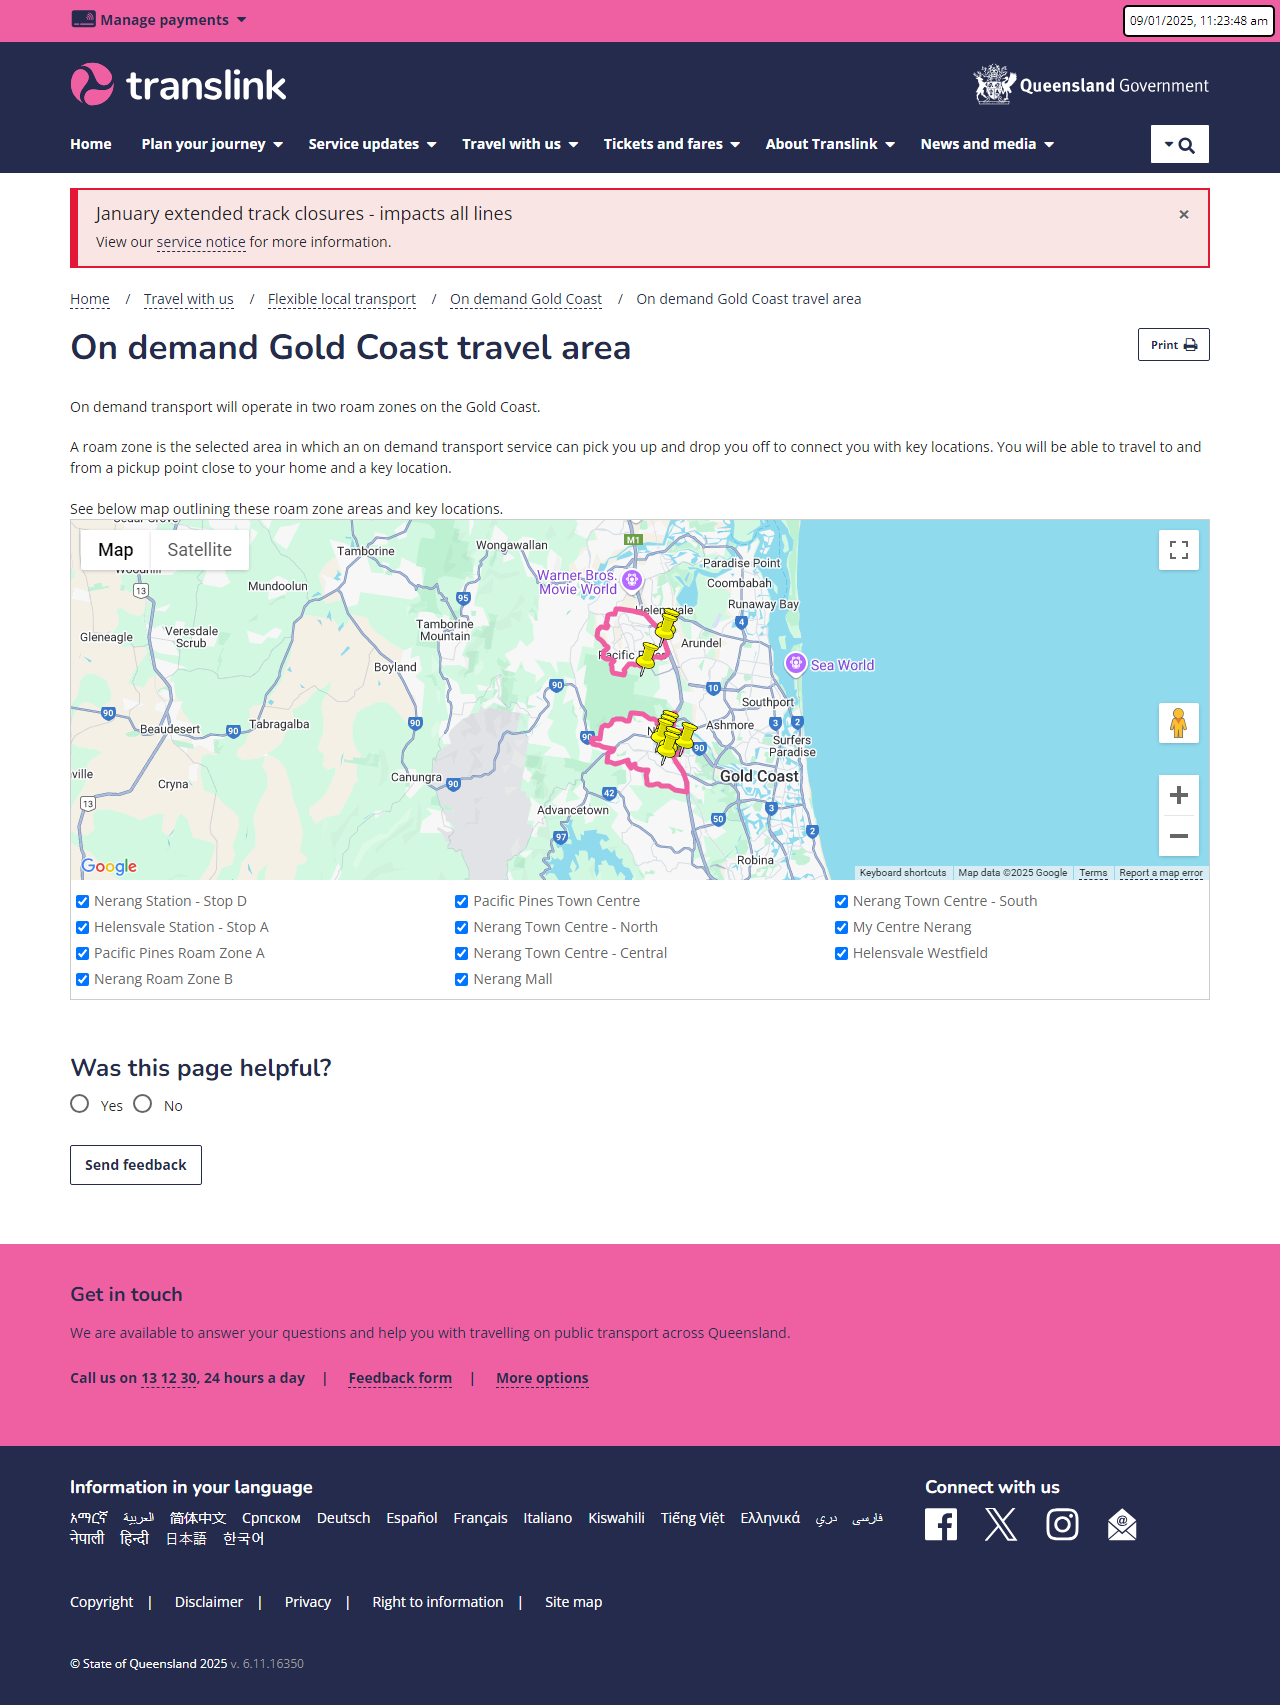 Manage payments
09/01/2025, 11:23:48 am
translink
Queensland Government
Home Plan your journey Service updates Travel with us Tickets and fares About Translink News and media
January extended track closures - impacts all lines
×
View our service notice for more information.
Home / Travel with us / Flexible local transport / On demand Gold Coast / On demand Gold Coast travel area
On demand Gold Coast travel area
Print
On demand transport will operate in two roam zones on the Gold Coast.
A roam zone is the selected area in which an on demand transport service can pick you up and drop you off to connect you with key locations. You will be able to travel to and
from a pickup point close to your home and a key location.
See below map outlining these roam zone areas and key locations.
Map Satellite
Tamborine
Wongawallan
M1
Paradise Point
Warner Bros.
Movie World
Coombabah
Mundoolun
13
95
Runaway Bay
Helensvale
4
Tamborine
Mountain
Gleneagle
Veresdale
Scrub
Arundel
Boyland
Sea World
90
10
Southport
90
Tabragalba
Beaudesert
90
90
Ashmore
3
2
90
90
Surfers
Paradise
Cryna
Canungra
90
Gold Coast
13
42
Advancetown
3
50
2
97
Robina
Google
Keyboard shortcuts Map data ©2025 Google Terms Report a map error
Nerang Station - Stop D Pacific Pines Town Centre Nerang Town Centre - South
Helensvale Station - Stop A Nerang Town Centre - North My Centre Nerang
Pacific Pines Roam Zone A Nerang Town Centre - Central Helensvale Westfield
Nerang Roam Zone B Nerang Mall
Was this page helpful?
Yes No
Send feedback
Get in touch
We are available to answer your questions and help you with travelling on public transport across Queensland.
Call us on 13 12 30, 24 hours a day | Feedback form | More options
Information in your language
Connect with us
አማርኛ العربية 简体中文 Српском Deutsch Español Français Italiano Kiswahili Tiếng Việt Ελληνικά دري فارسی
नेपाली हिन्दी 日本語 한국어
Copyright | Disclaimer | Privacy | Right to information | Site map
© State of Queensland 2025 v. 6.11.16350